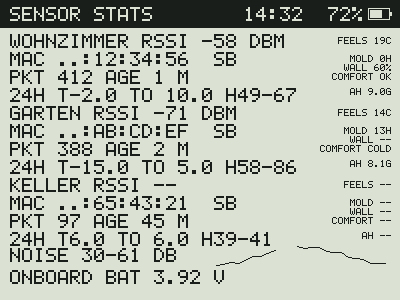 SENSOR STATS 14:32 72%
WOHNZIMMER RSSI -58 DBM FEELS 19C
MAC ..:12:34:56 SB MOLD 0H
WALL 60%
PKT 412 AGE 1 M COMFORT OK
24H T-2.0 TO 10.0 H49-67 AH 9.0G
GARTEN RSSI -71 DBM FEELS 14C
MAC ..:AB:CD:EF SB MOLD 13H
WALL --
PKT 388 AGE 2 M COMFORT COLD
24H T-15.0 TO 5.0 H58-86 AH 8.1G
KELLER RSSI -- FEELS --
MAC ..:65:43:21 SB MOLD --
WALL --
PKT 97 AGE 45 M COMFORT --
24H T6.0 TO 6.0 H39-41 AH --
NOISE 30-61 DB
ONBOARD BAT 3.92 V